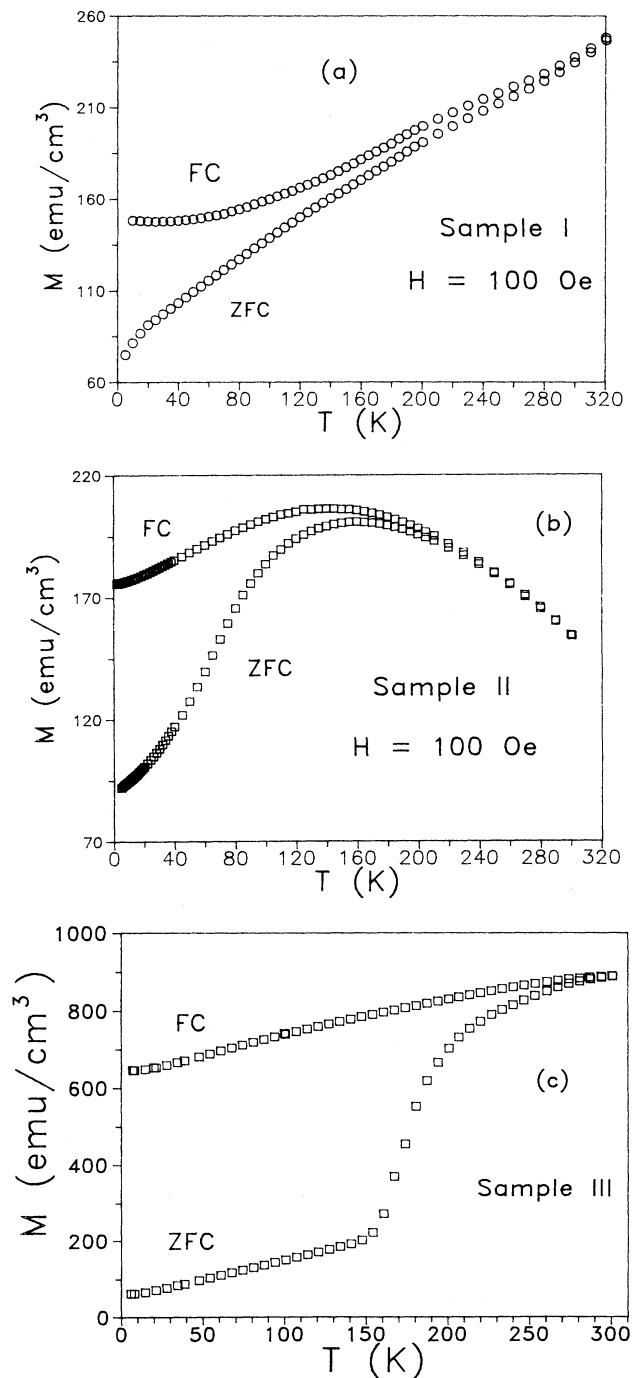 260
(a)
210
FC
160
Sample I
110
ZFC
H = 100 Oe
60
0 40 80 120 160 200 240 280 320
T (K)
M (emu/cm³)
220
(b)
FC
170
ZFC
Sample II
120
H = 100 Oe
70
0 40 80 120 160 200 240 280 320
T (K)
M (emu/cm³)
1000
800
FC
600
(c)
400
Sample III
ZFC
200
0
0 50 100 150 200 250 300
T (K)
M (emu/cm³)